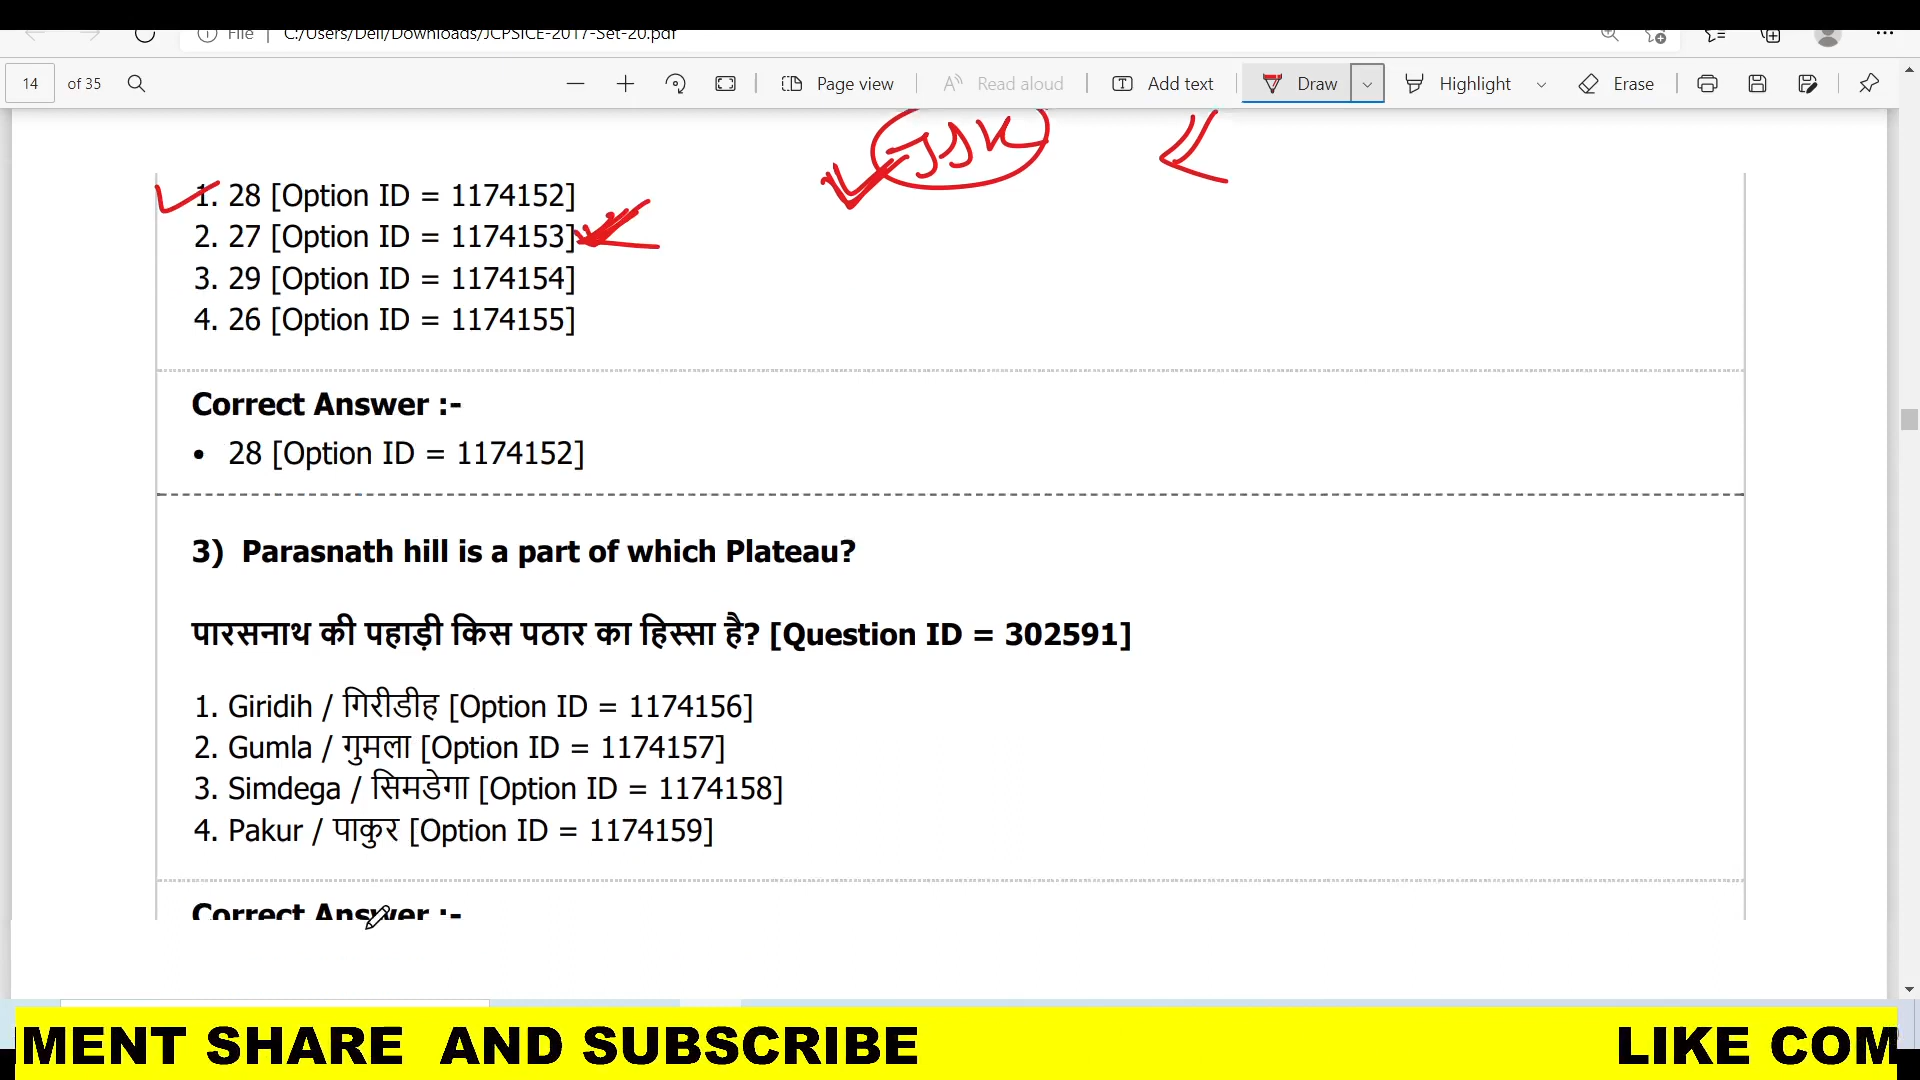 File | C:/Users/Dell/Downloads/JCPSICE-2017-Set-20.pdf
14 of 35 Page view Read aloud Add text Draw Highlight Erase
JSSK
1. 28 [Option ID = 1174152]
2. 27 [Option ID = 1174153]
3. 29 [Option ID = 1174154]
4. 26 [Option ID = 1174155]
Correct Answer :-
• 28 [Option ID = 1174152]
3) Parasnath hill is a part of which Plateau?
पारसनाथ की पहाड़ी किस पठार का हिस्सा है? [Question ID = 302591]
1. Giridih / गिरीडीह [Option ID = 1174156]
2. Gumla / गुमला [Option ID = 1174157]
3. Simdega / सिमडेगा [Option ID = 1174158]
4. Pakur / पाकुर [Option ID = 1174159]
Correct Answer :-
MENT SHARE AND SUBSCRIBE LIKE COM